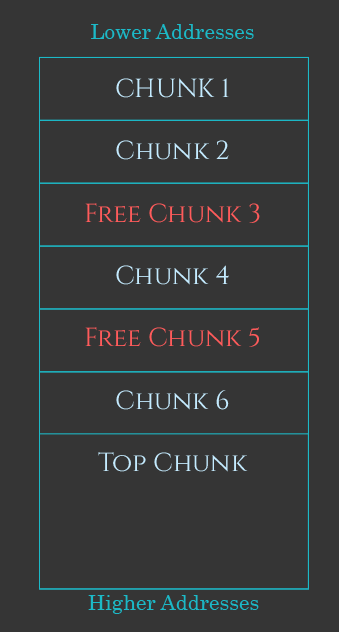 Lower Addresses
CHUNK 1
Chunk 2
Free Chunk 3
Chunk 4
Free Chunk 5
Chunk 6
Top Chunk
Higher Addresses